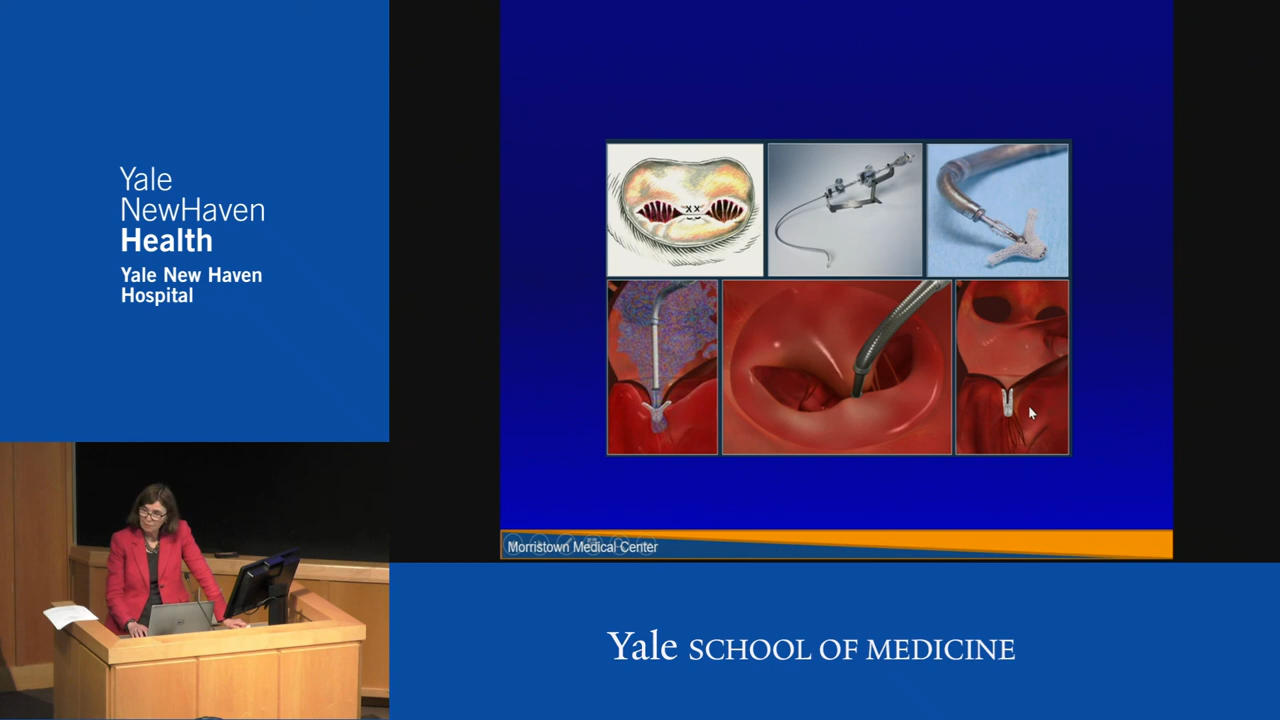 Yale
NewHaven
Health
Yale New Haven
Hospital
Morristown Medical Center
Yale SCHOOL OF MEDICINE